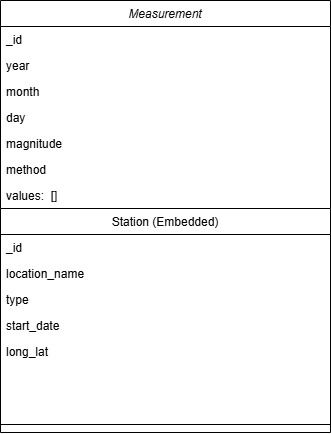 Measurement
_id
year
month
day
magnitude
method
values:  []
Station (Embedded)
_id
location_name
type
start_date
long_lat